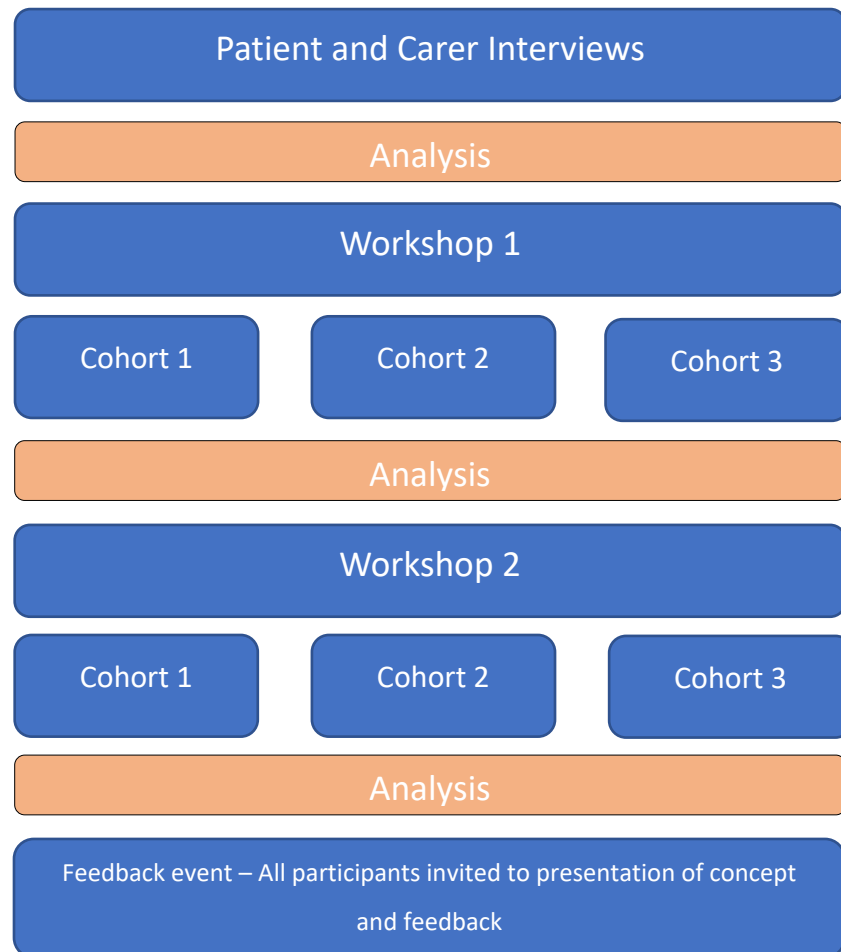 Patient and Carer Interviews
Analysis
Workshop 1
Cohort 1
Cohort 2
Cohort 3
Analysis
Workshop 2
Cohort 1
Cohort 2
Cohort 3
Analysis
Feedback event – All participants invited to presentation of concept
and feedback